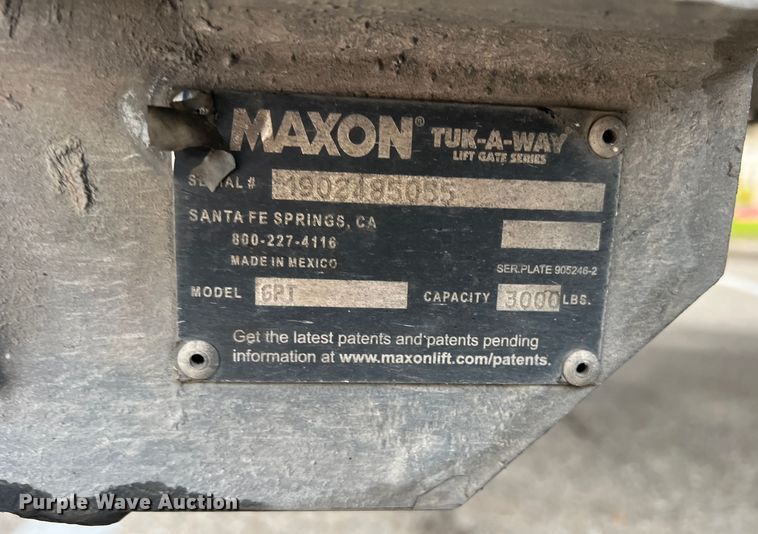 MAXON® TUK-A-WAY
LIFT GATE SERIES
SERIAL # 1902485055
SANTA FE SPRINGS, CA
800-227-4116
MADE IN MEXICO
SER.PLATE 905246-2
MODEL GPT CAPACITY 3000 LBS.
Get the latest patents and patents pending
information at www.maxonlift.com/patents.
Purple Wave Auction